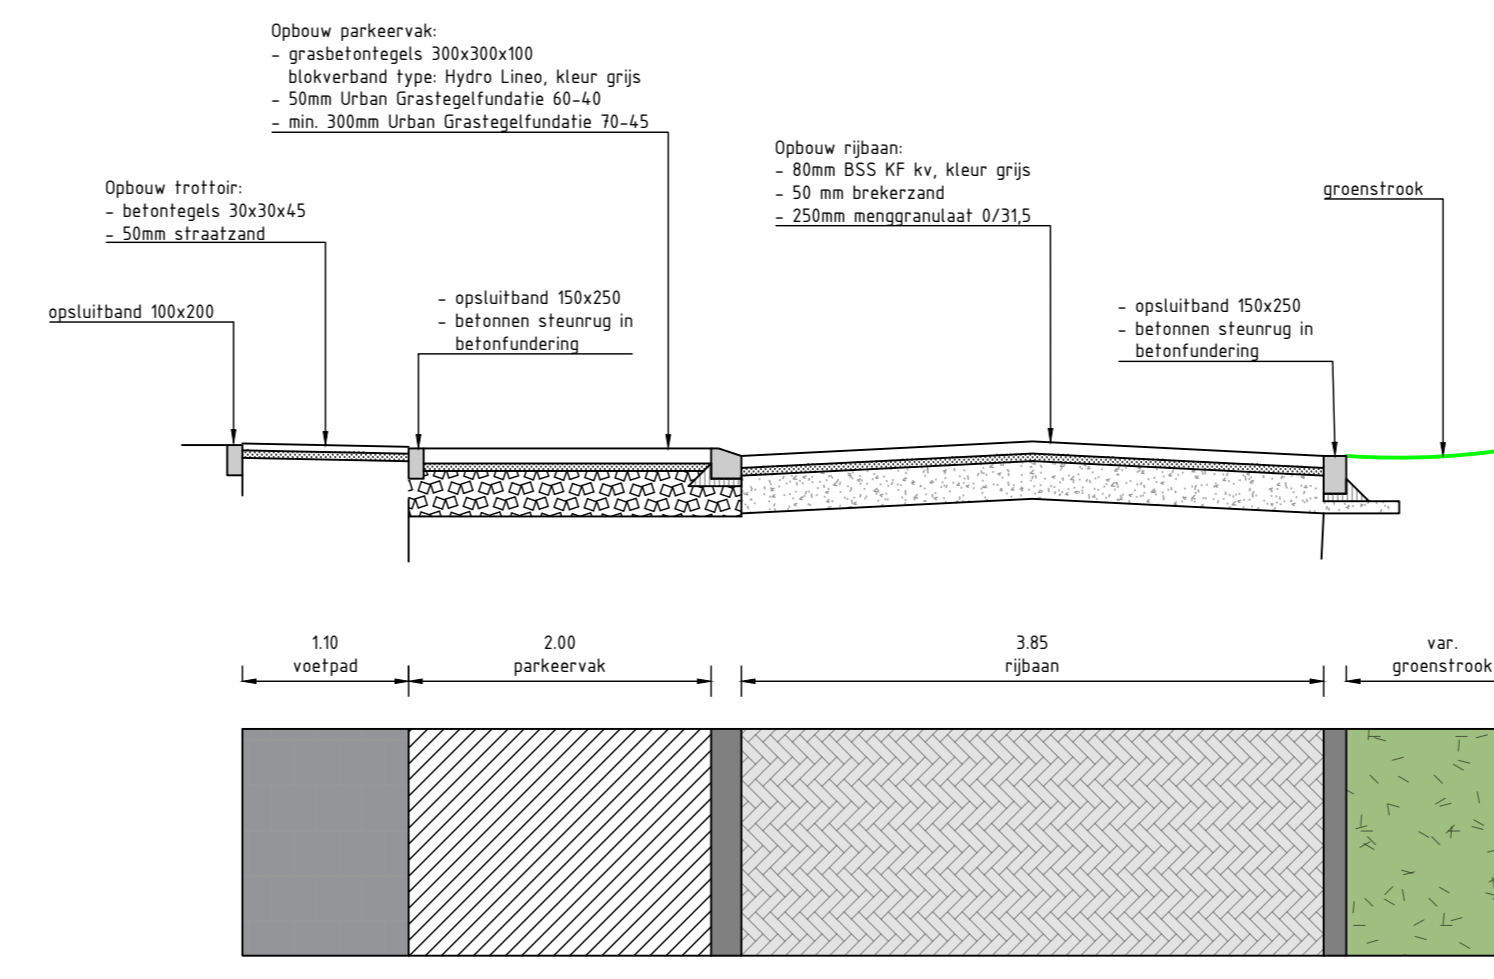 Opbouw parkeervak:
- grasbetontegels 300x300x100
blokverband type: Hydro Lineo, kleur grijs
- 50mm Urban Grastegelfundatie 60-40
- min. 300mm Urban Grastegelfundatie 70-45
Opbouw rijbaan:
- 80mm BSS KF kv, kleur grijs
- 50 mm brekerzand
- 250mm menggranulaat 0/31,5
Opbouw trottoir:
- betontegels 30x30x45
- 50mm straatzand
groenstrook
opsluitband 100x200
- opsluitband 150x250
- betonnen steunrug in
betonfundering
- opsluitband 150x250
- betonnen steunrug in
betonfundering
1.10
voetpad
2.00
parkeervak
3.85
rijbaan
var.
groenstrook